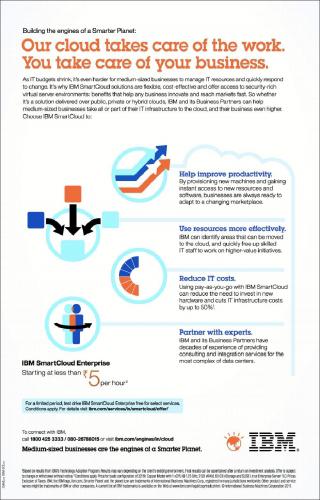 Building the engines of a Smarter Planet:
Our cloud takes care of the work.
You take care of your business.
As IT budgets shrink, it's even harder for medium-sized businesses to manage IT resources and quickly respond
to change. It's why IBM SmartCloud solutions are flexible, cost-effective and offer access to security-rich
virtual server environments: benefits that help any business innovate and reach markets fast. So whether
it's a solution delivered over public, private or hybrid clouds, IBM and its Business Partners can help
medium-sized businesses take all or part of their IT infrastructure to the cloud, and their business even higher.
Choose IBM SmartCloud to:
Help improve productivity.
By provisioning new machines and gaining
instant access to new resources and
software, businesses are always ready to
adapt to a changing marketplace.
Use resources more effectively.
IBM can identify areas that can be moved
to the cloud, and quickly free up skilled
IT staff to work on higher-value initiatives.
Reduce IT costs.
Using pay-as-you-go with IBM SmartCloud
can reduce the need to invest in new
hardware and cuts IT infrastructure costs
by up to 50%¹.
Partner with experts.
IBM and its Business Partners have
decades of experience of providing
consulting and integration services for the
most complex of data centers.
IBM SmartCloud Enterprise
Starting at less than ₹5 per hour²
For a limited period, test drive IBM SmartCloud Enterprise free for select services.
Conditions apply. For details visit ibm.com/services/in/smartcloud/offer/
To connect with IBM,
call 1800 425 3333 / 080-26788015 or visit ibm.com/engines/in/cloud
Medium-sized businesses are the engines of a Smarter Planet.
IBM